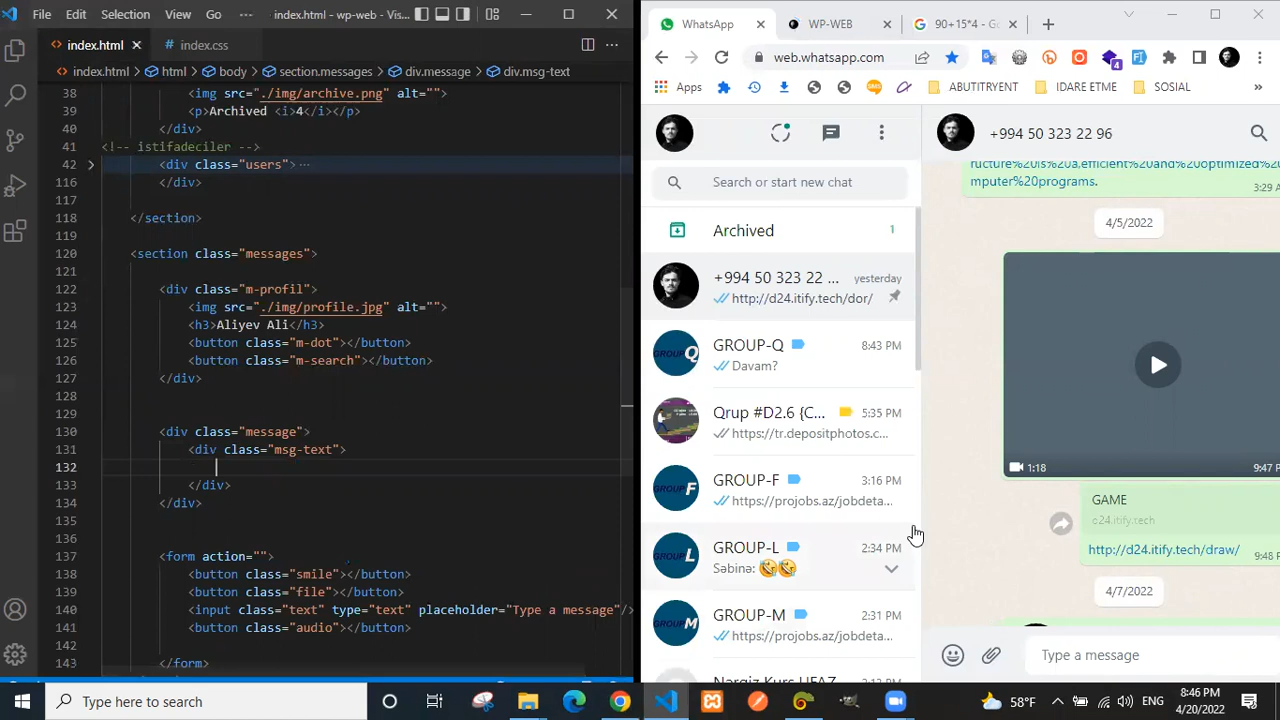 File Edit Selection View Go ··· index.html - wp-web - Vis...
index.html index.css
index.html html body section.messages div.message div.msg-text
38 <img src="./img/archive.png" alt="">
39 <p>Archived <i>4</i></p>
40 </div>
41 <!-- istifadeciler -->
42 <div class="users"> ···
116 </div>
117
118 </section>
119
120 <section class="messages">
121
122 <div class="m-profil">
123 <img src="./img/profile.jpg" alt="">
124 <h3>Aliyev Ali</h3>
125 <button class="m-dot"></button>
126 <button class="m-search"></button>
127 </div>
128
129
130 <div class="message">
131 <div class="msg-text">
132
133 </div>
134 </div>
135
136
137 <form action="">
138 <button class="smile"></button>
139 <button class="file"></button>
140 <input class="text" type="text" placeholder="Type a message"/>
141 <button class="audio"></button>
142
143 </form>
WhatsApp WP-WEB 90+15*4 - Go
web.whatsapp.com
4
Apps ABUTITRYENT IDARE ETME SOSIAL »
Search or start new chat
Archived 1
+994 50 323 22 ... yesterday
http://d24.itify.tech/dor/
GROUP-Q 8:43 PM
Davam?
Qrup #D2.6 {C... 5:35 PM
https://tr.depositphotos.c...
GROUP-F 3:16 PM
https://projobs.az/jobdeta...
GROUP-L 2:34 PM
Səbinə: 🤣🤣
GROUP-M 2:31 PM
https://projobs.az/jobdeta...
Nargiz Kurs UFAZ
+994 50 323 22 96
ructure%20is%20a,efficient%20and%20optimized%2
mputer%20programs.
3:29 A
4/5/2022
1:18 9:47 P
GAME
d24.itify.tech
http://d24.itify.tech/draw/ 9:48 P
4/7/2022
Type a message
Type here to search
58°F ENG 8:46 PM
4/20/2022